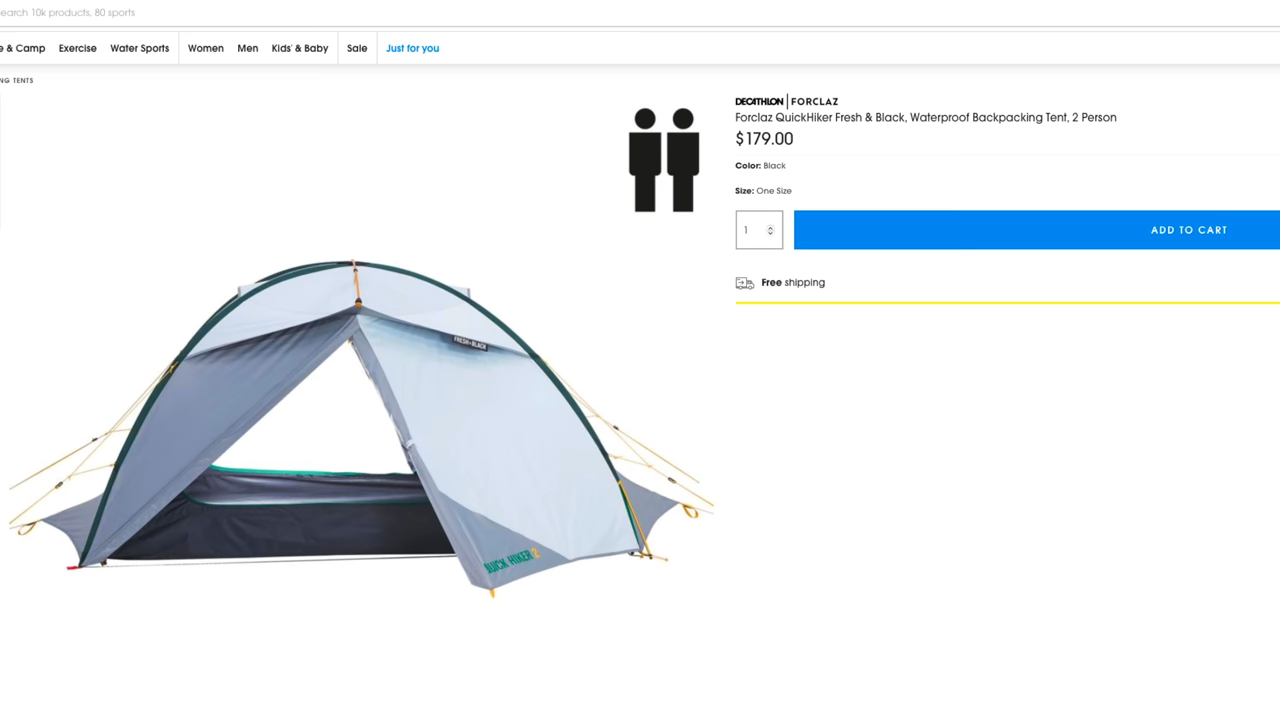 earch 10k products, 80 sports
e & Camp Exercise Water Sports Women Men Kids' & Baby Sale Just for you
NG TENTS
DECATHLON | FORCLAZ
Forclaz QuickHiker Fresh & Black, Waterproof Backpacking Tent, 2 Person
$179.00
Color: Black
Size: One Size
1 ADD TO CART
Free shipping
FRESH&BLACK
QUICK HIKER 2